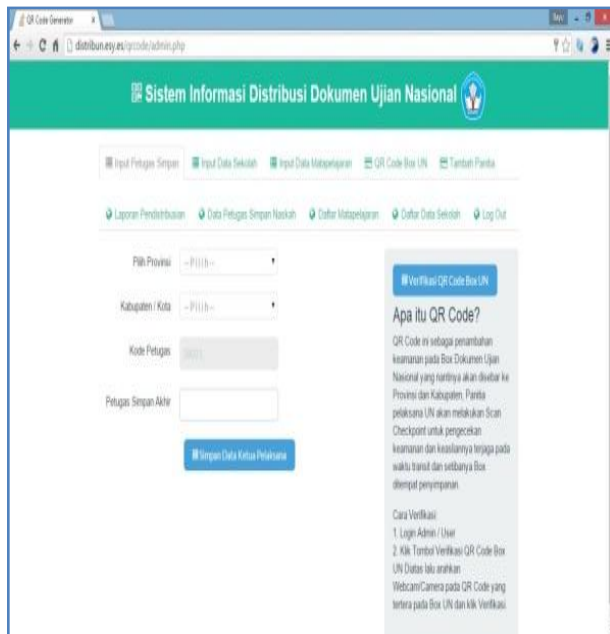 QR Code Generator
distribun.esy.es/qrcode/admin.php
Sistem Informasi Distribusi Dokumen Ujian Nasional
Input Petugas Simpan Input Data Sekolah Input Data Matapelajaran QR Code Box UN Tambah Panitia
Laporan Pendistribusian Data Petugas Simpan Naskah Daftar Matapelajaran Daftar Data Sekolah Log Out
Pilih Provinsi --Pilih--
Kabupaten / Kota --Pilih--
Kode Petugas
Petugas Simpan Akhir
Simpan Data Ketua Pelaksana
Verifikasi QR Code Box UN
Apa itu QR Code?
QR Code ini sebagai penambahan
keamanan pada Box Dokumen Ujian
Nasional yang nantinya akan disebar ke
Provinsi dan Kabupaten, Panitia
pelaksana UN akan melakukan Scan
Checkpoint untuk pengecekan
keamanan dan keasliannya terjaga pada
waktu transit dan setibanya Box
ditempat penyimpanan.
Cara Verifikasi
1. Login Admin / User
2. Klik Tombol Verifikasi QR Code Box
UN Diatas lalu arahkan
Webcam/Camera pada QR Code yang
tertera pada Box UN dan klik Verifikasi.